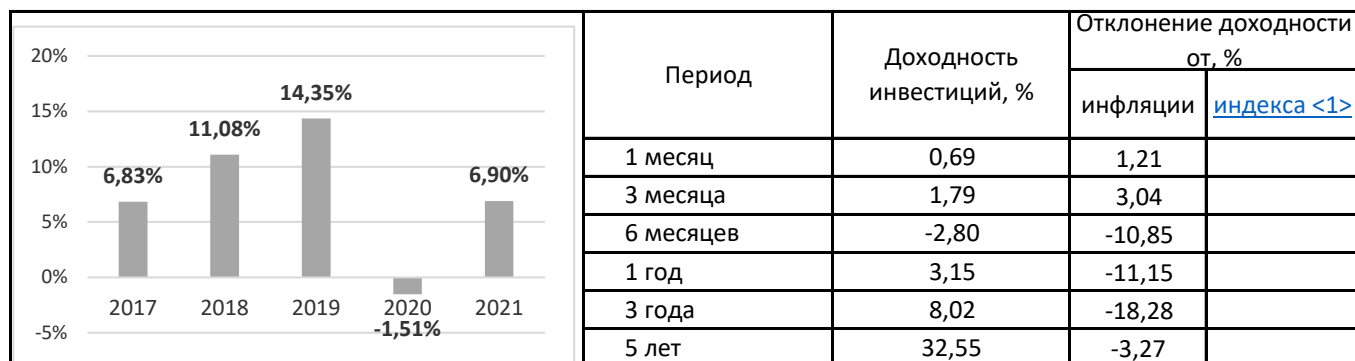 20%
15%
10%
5%
0%
-5%
6,83%
11,08%
14,35%
-1,51%
6,90%
2017 2018 2019 2020 2021
Период
Доходность
инвестиций, %
Отклонение доходности
от, %
инфляции индекса <1>
1 месяц 0,69 1,21
3 месяца 1,79 3,04
6 месяцев -2,80 -10,85
1 год 3,15 -11,15
3 года 8,02 -18,28
5 лет 32,55 -3,27